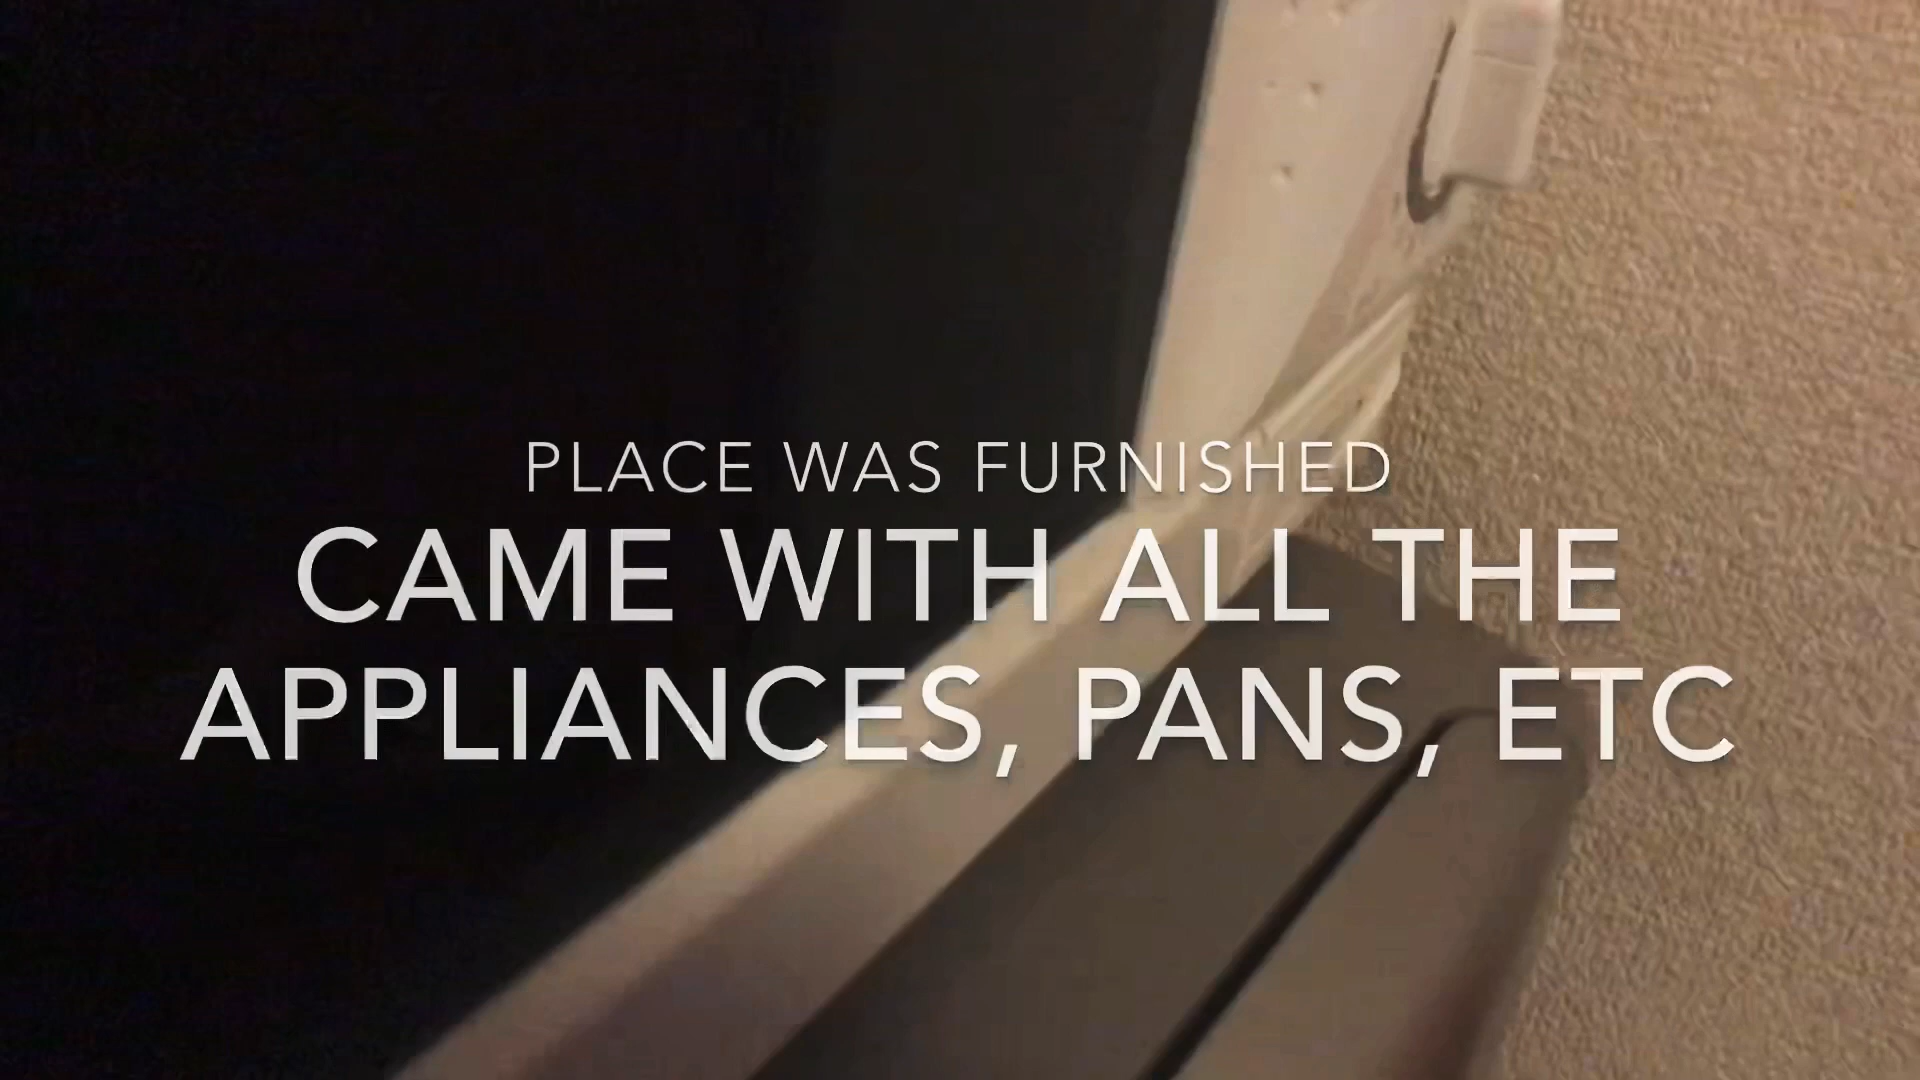 PLACE WAS FURNISHED
CAME WITH ALL THE
APPLIANCES, PANS, ETC